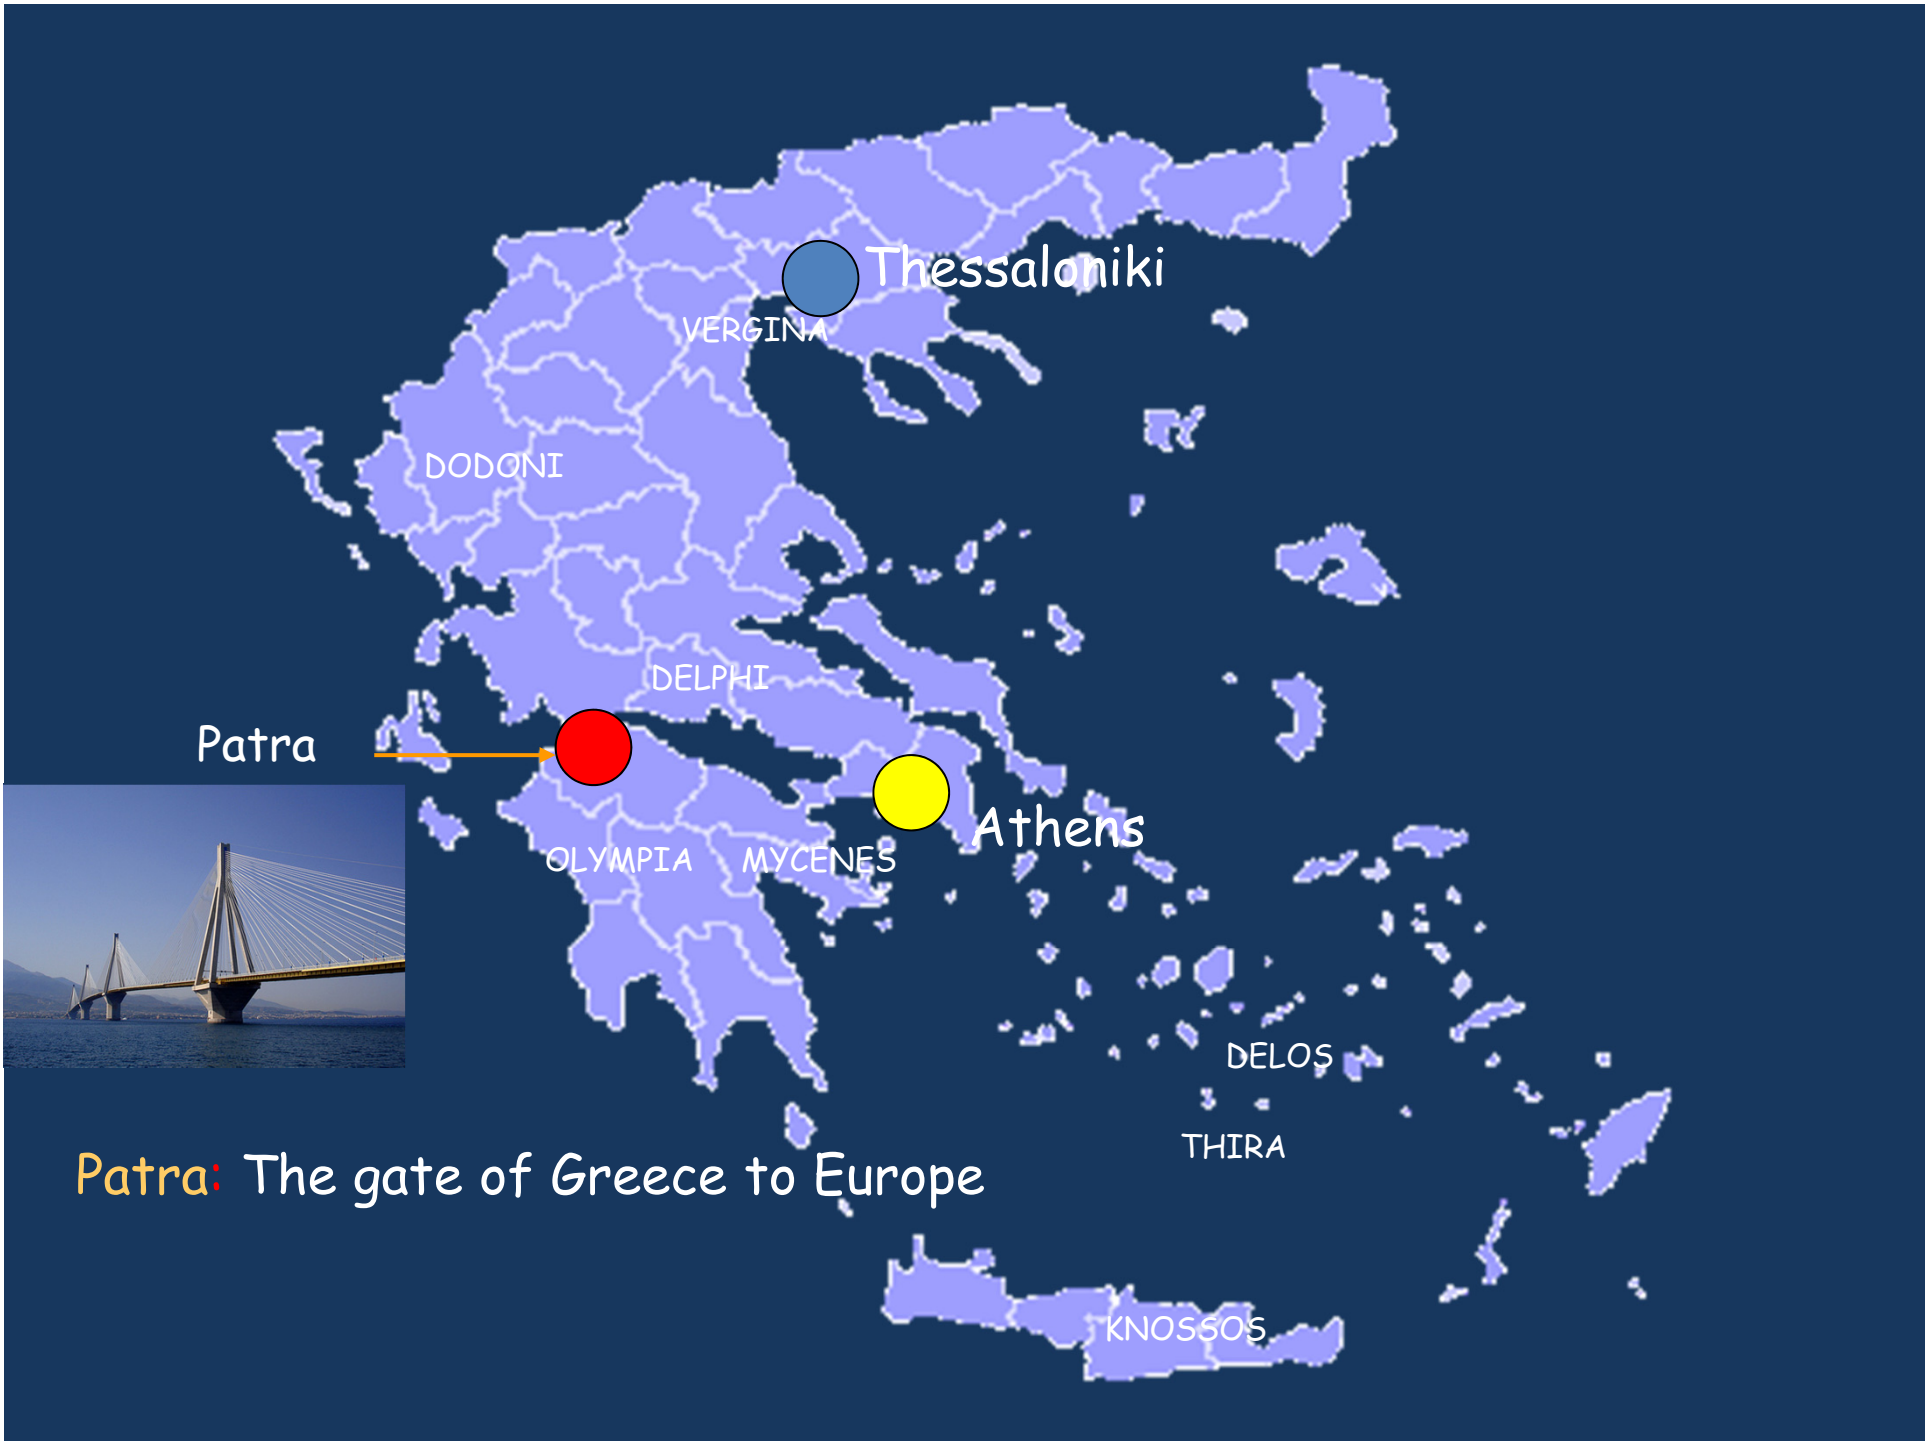 Thessaloniki
VERGINA
DODONI
DELPHI
Patra
Athens
OLYMPIA
MYCENES
DELOS
THIRA
Patra: The gate of Greece to Europe
KNOSSOS